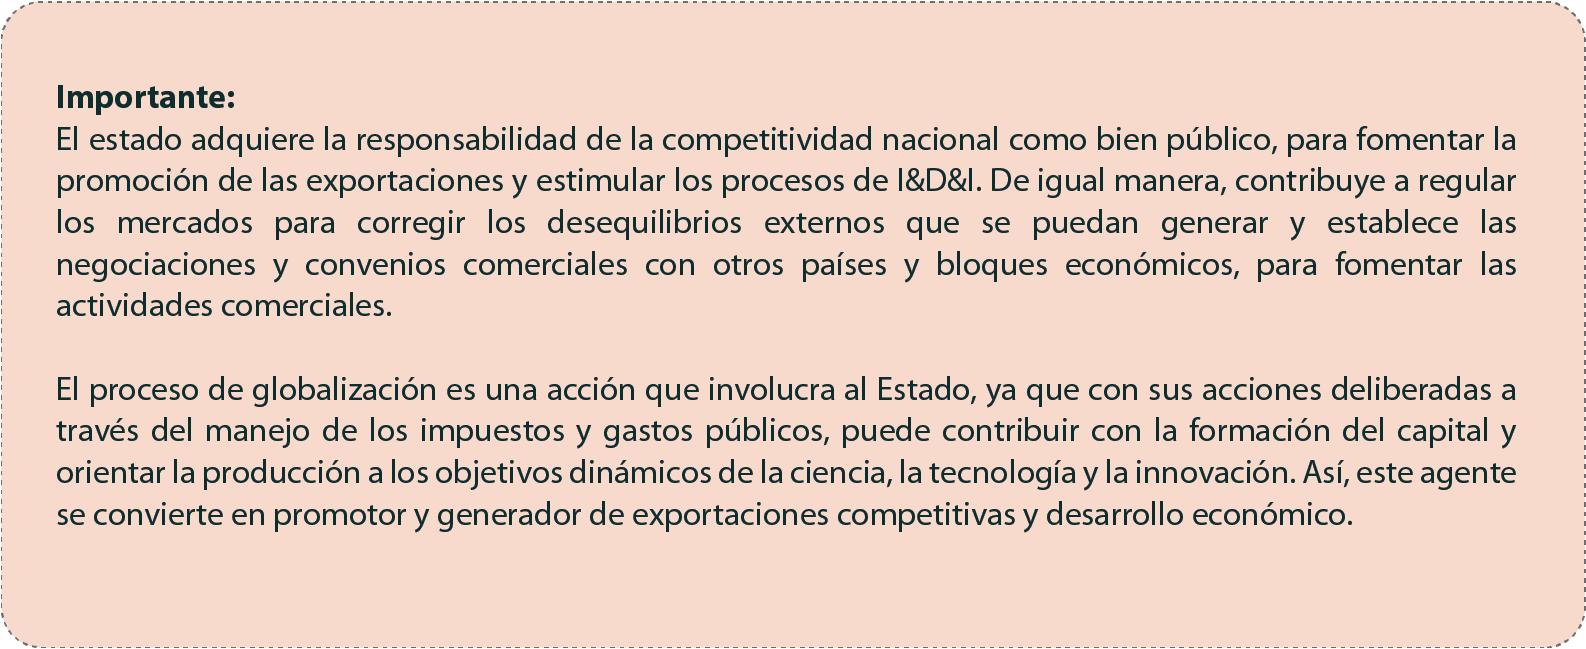 Importante:
El estado adquiere la responsabilidad de la competitividad nacional como bien público, para fomentar la
promoción de las exportaciones y estimular los procesos de I&D&I. De igual manera, contribuye a regular
los mercados para corregir los desequilibrios externos que se puedan generar y establece las
negociaciones y convenios comerciales con otros países y bloques económicos, para fomentar las
actividades comerciales.
El proceso de globalización es una acción que involucra al Estado, ya que con sus acciones deliberadas a
través del manejo de los impuestos y gastos públicos, puede contribuir con la formación del capital y
orientar la producción a los objetivos dinámicos de la ciencia, la tecnología y la innovación. Así, este agente
se convierte en promotor y generador de exportaciones competitivas y desarrollo económico.